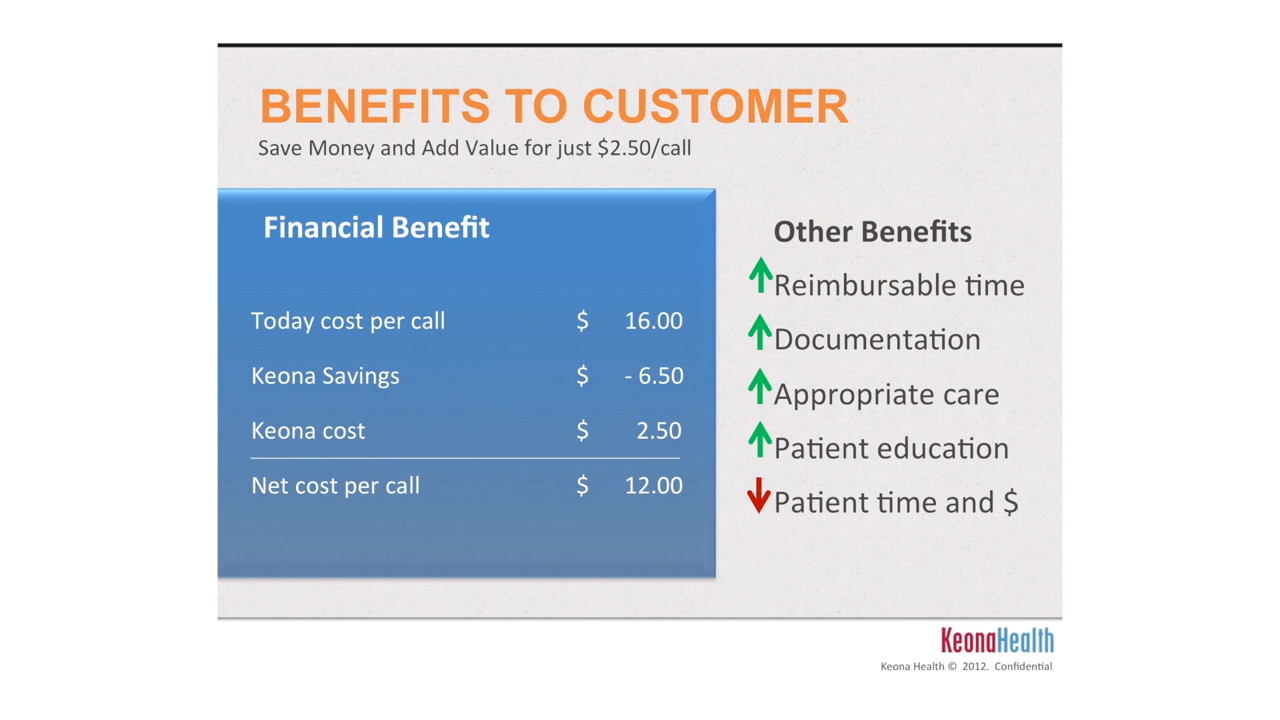 BENEFITS TO CUSTOMER
Save Money and Add Value for just $2.50/call
Financial Benefit
Today cost per call $ 16.00
Keona Savings $ - 6.50
Keona cost $ 2.50
Net cost per call $ 12.00
Other Benefits
Reimbursable time
Documentation
Appropriate care
Patient education
Patient time and $
KeonaHealth
Keona Health © 2012. Confidential